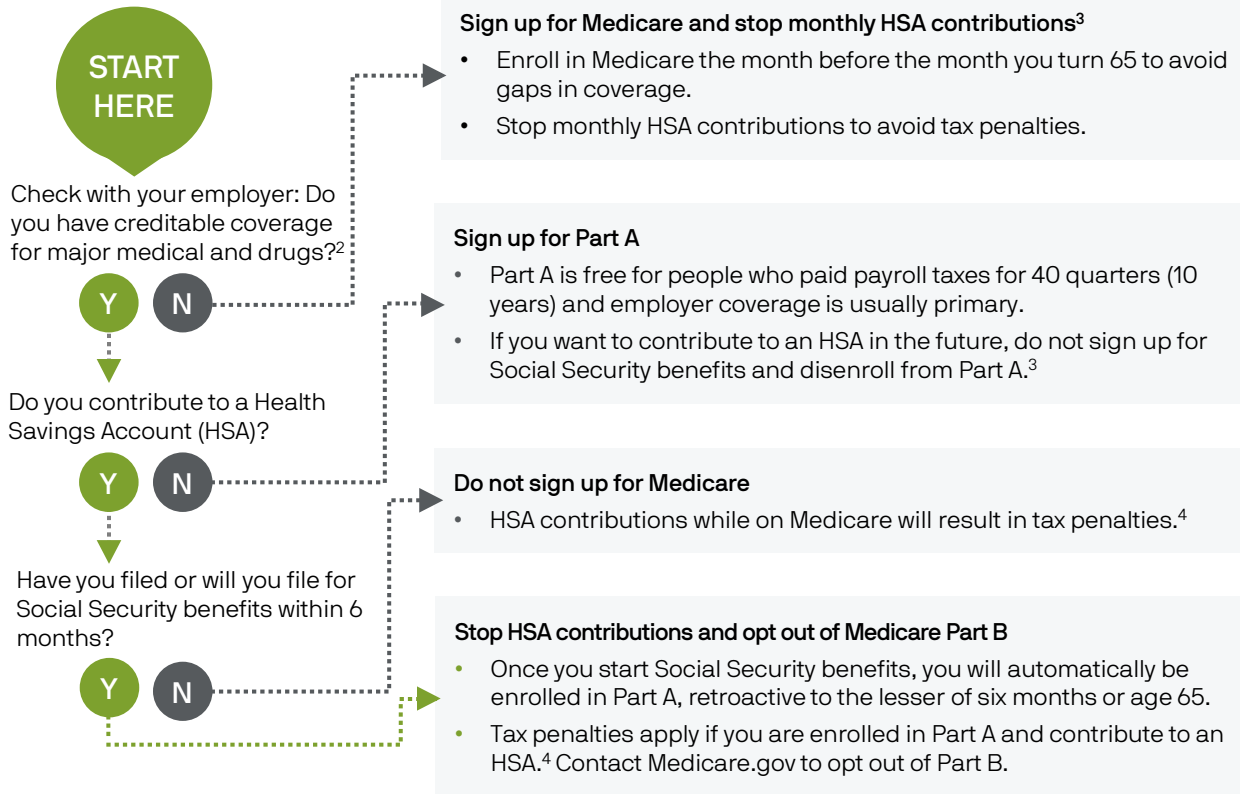 START
HERE
Check with your employer: Do
you have creditable coverage
for major medical and drugs?²
Y N
Do you contribute to a Health
Savings Account (HSA)?
Y N
Have you filed or will you file for
Social Security benefits within 6
months?
Y N
Sign up for Medicare and stop monthly HSA contributions³
• Enroll in Medicare the month before the month you turn 65 to avoid
gaps in coverage.
• Stop monthly HSA contributions to avoid tax penalties.
Sign up for Part A
• Part A is free for people who paid payroll taxes for 40 quarters (10
years) and employer coverage is usually primary.
• If you want to contribute to an HSA in the future, do not sign up for
Social Security benefits and disenroll from Part A.³
Do not sign up for Medicare
• HSA contributions while on Medicare will result in tax penalties.⁴
Stop HSA contributions and opt out of Medicare Part B
• Once you start Social Security benefits, you will automatically be
enrolled in Part A, retroactive to the lesser of six months or age 65.
• Tax penalties apply if you are enrolled in Part A and contribute to an
HSA.⁴ Contact Medicare.gov to opt out of Part B.